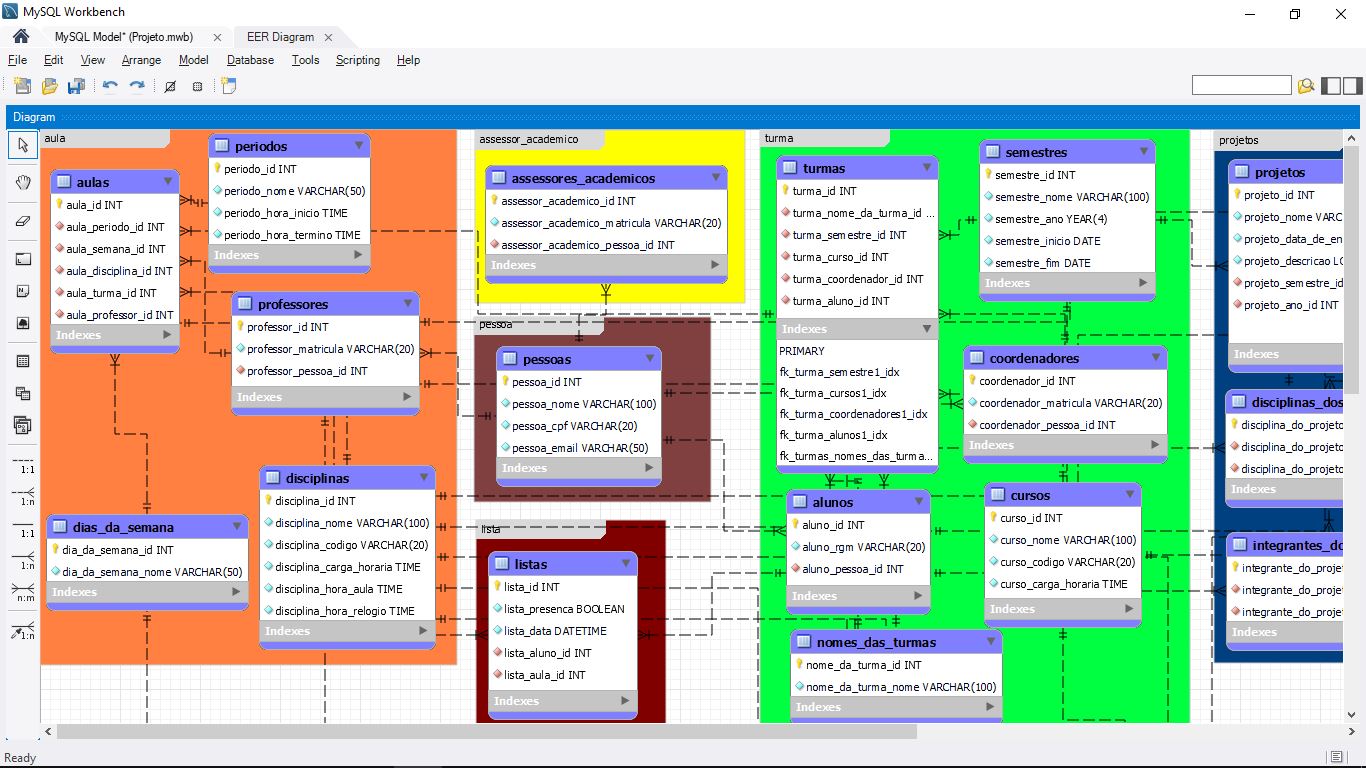 MySQL Workbench
MySQL Model* (Projeto.mwb)
EER Diagram
File Edit View Arrange Model Database Tools Scripting Help
Diagram
aula
periodos
periodo_id INT
periodo_nome VARCHAR(50)
periodo_hora_inicio TIME
periodo_hora_termino TIME
Indexes
aulas
aula_id INT
aula_periodo_id INT
aula_semana_id INT
aula_disciplina_id INT
aula_turma_id INT
aula_professor_id INT
Indexes
professores
professor_id INT
professor_matricula VARCHAR(20)
professor_pessoa_id INT
Indexes
disciplinas
disciplina_id INT
disciplina_nome VARCHAR(100)
disciplina_codigo VARCHAR(20)
disciplina_carga_horaria TIME
disciplina_hora_aula TIME
disciplina_hora_relogio TIME
Indexes
dias_da_semana
dia_da_semana_id INT
dia_da_semana_nome VARCHAR(50)
Indexes
assessor_academico
assessores_academicos
assessor_academico_id INT
assessor_academico_matricula VARCHAR(20)
assessor_academico_pessoa_id INT
Indexes
pessoa
pessoas
pessoa_id INT
pessoa_nome VARCHAR(100)
pessoa_cpf VARCHAR(20)
pessoa_email VARCHAR(50)
Indexes
lista
listas
lista_id INT
lista_presenca BOOLEAN
lista_data DATETIME
lista_aluno_id INT
lista_aula_id INT
Indexes
turma
turmas
turma_id INT
turma_nome_da_turma_id ...
turma_semestre_id INT
turma_curso_id INT
turma_coordenador_id INT
turma_aluno_id INT
Indexes
PRIMARY
fk_turma_semestre1_idx
fk_turma_cursos1_idx
fk_turma_coordenadores1_idx
fk_turma_alunos1_idx
fk_turmas_nomes_das_turma...
semestres
semestre_id INT
semestre_nome VARCHAR(100)
semestre_ano YEAR(4)
semestre_inicio DATE
semestre_fim DATE
Indexes
coordenadores
coordenador_id INT
coordenador_matricula VARCHAR(20)
coordenador_pessoa_id INT
Indexes
alunos
aluno_id INT
aluno_rgm VARCHAR(20)
aluno_pessoa_id INT
Indexes
cursos
curso_id INT
curso_nome VARCHAR(100)
curso_codigo VARCHAR(20)
curso_carga_horaria TIME
Indexes
nomes_das_turmas
nome_da_turma_id INT
nome_da_turma_nome VARCHAR(100)
Indexes
projetos
projetos
projeto_id INT
projeto_nome VARC
projeto_data_de_en
projeto_descricao LO
projeto_semestre_id
projeto_ano_id INT
Indexes
disciplinas_dos
disciplina_do_projeto
disciplina_do_projeto
disciplina_do_projeto
Indexes
integrantes_do
integrante_do_projet
integrante_do_projet
integrante_do_projet
Indexes
1:1
1:n
1:1
1:n
n:m
1:n
Ready